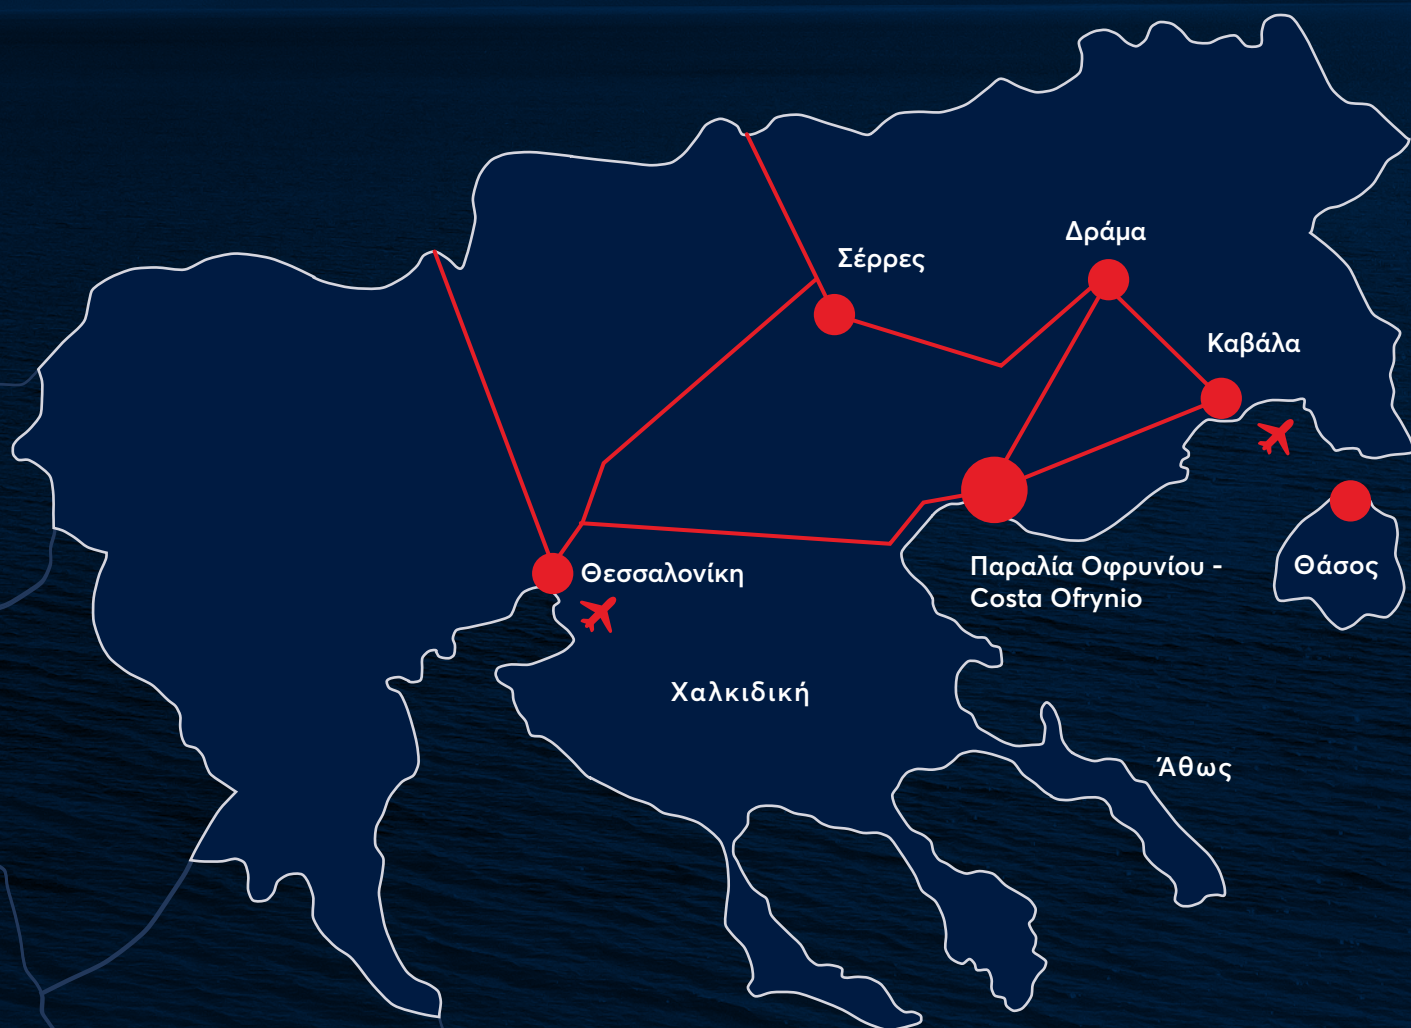 Δράμα
Σέρρες
Καβάλα
Παραλία Οφρυνίου -
Costa Ofrynio
Θάσος
Θεσσαλονίκη
Χαλκιδική
Άθως